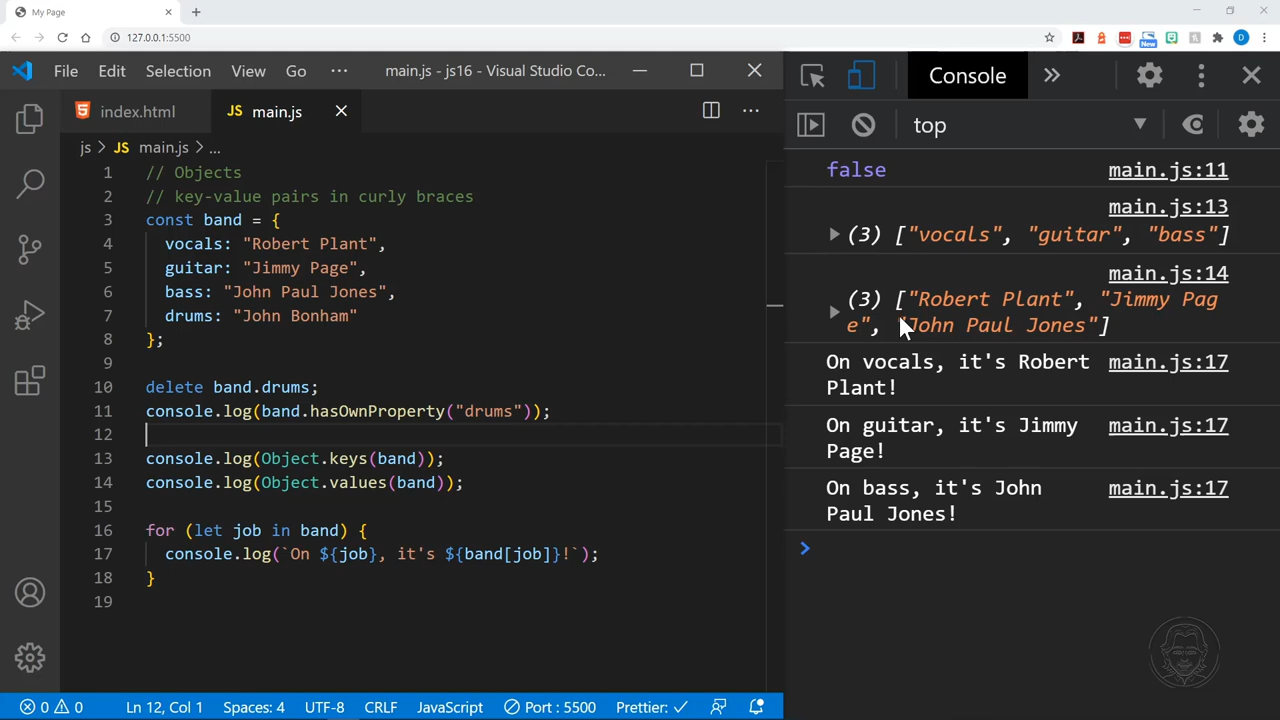 My Page
127.0.0.1:5500
New
D
File Edit Selection View Go ··· main.js - js16 - Visual Studio Co...
index.html
JS main.js
js > JS main.js > ...
1 // Objects
2 // key-value pairs in curly braces
3 const band = {
4 vocals: "Robert Plant",
5 guitar: "Jimmy Page",
6 bass: "John Paul Jones",
7 drums: "John Bonham"
8 };
9
10 delete band.drums;
11 console.log(band.hasOwnProperty("drums"));
12
13 console.log(Object.keys(band));
14 console.log(Object.values(band));
15
16 for (let job in band) {
17 console.log(`On ${job}, it's ${band[job]}!`);
18 }
19
0 0 Ln 12, Col 1 Spaces: 4 UTF-8 CRLF JavaScript Port : 5500 Prettier: ✓
Console »
top
false main.js:11
main.js:13
(3) ["vocals", "guitar", "bass"]
main.js:14
(3) ["Robert Plant", "Jimmy Pag
e", "John Paul Jones"]
On vocals, it's Robert main.js:17
Plant!
On guitar, it's Jimmy main.js:17
Page!
On bass, it's John main.js:17
Paul Jones!